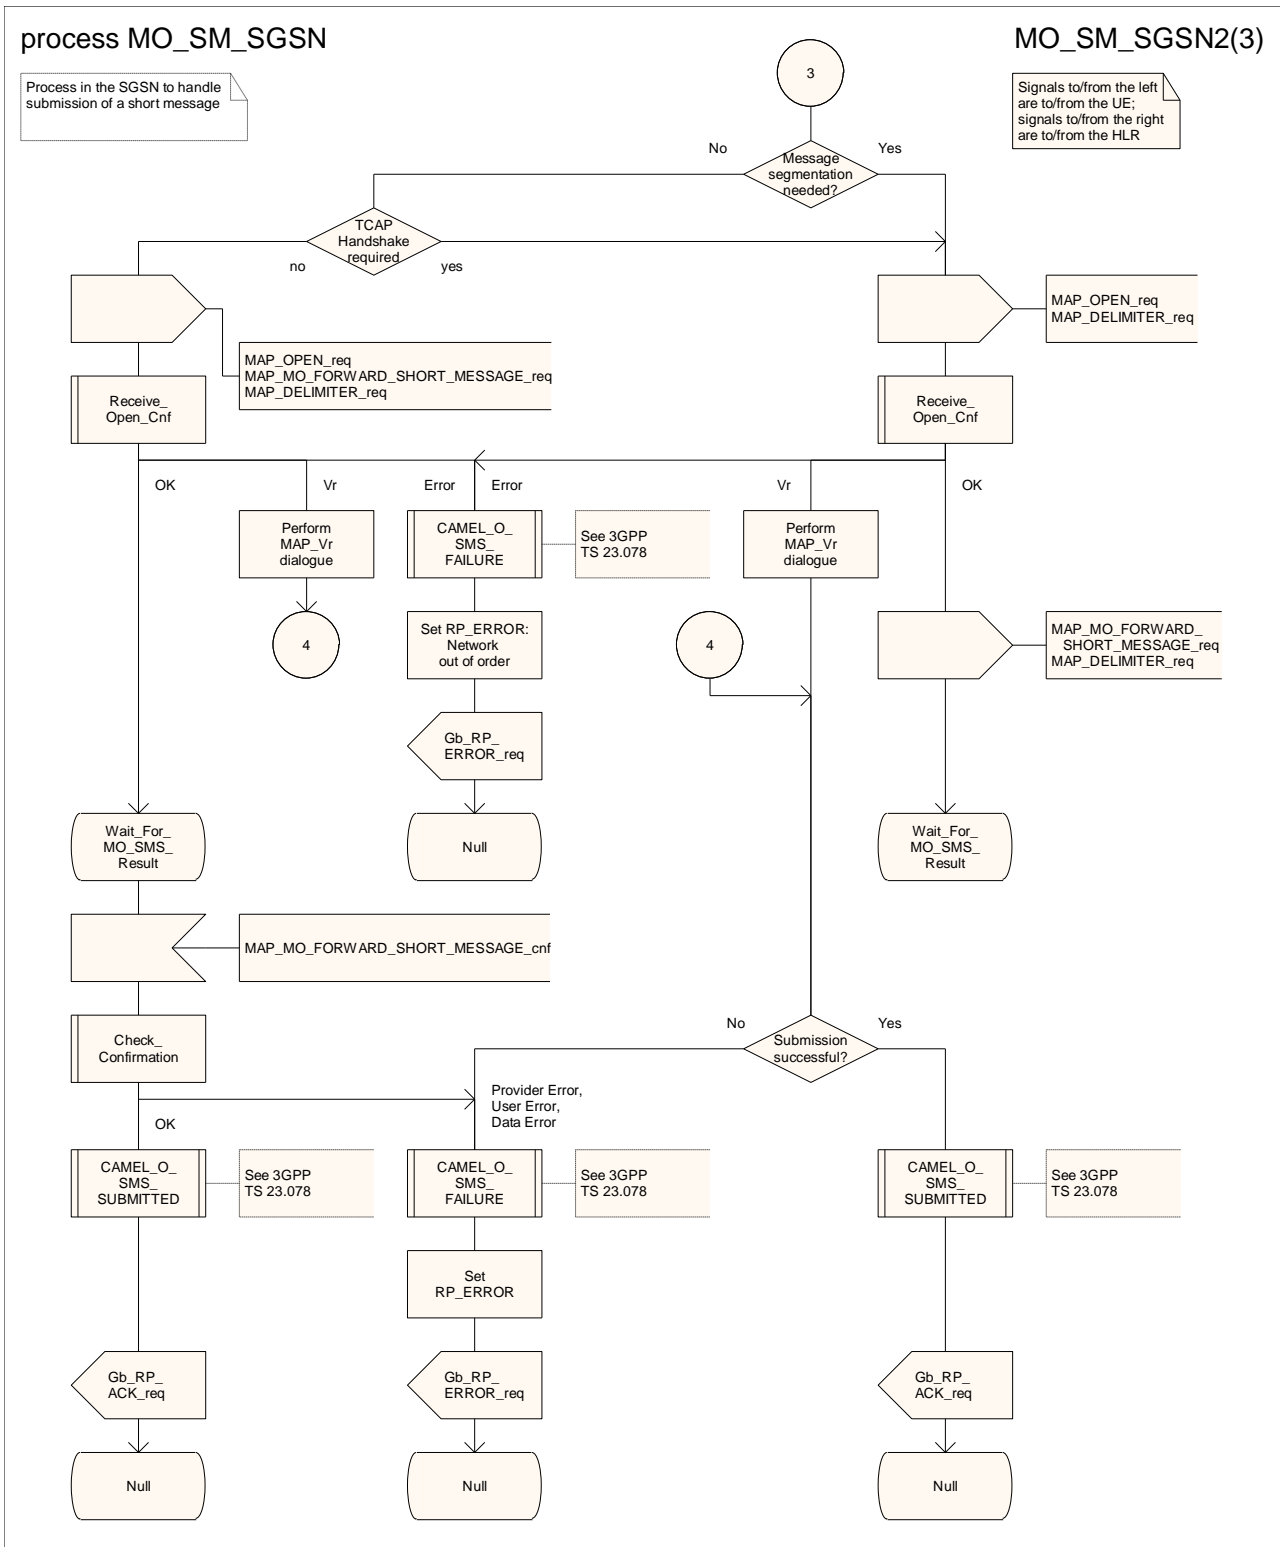 process MO_SM_SGSN
MO_SM_SGSN2(3)
Process in the SGSN to handle
submission of a short message
3
Signals to/from the left
are to/from the UE;
signals to/from the right
are to/from the HLR
No
Message
segmentation
needed?
Yes
TCAP
Handshake
required
no
yes
MAP_OPEN_req
MAP_DELIMITER_req
MAP_OPEN_req
MAP_MO_FORWARD_SHORT_MESSAGE_req
MAP_DELIMITER_req
Receive_
Open_Cnf
Receive_
Open_Cnf
OK
Vr
Error
Error
Vr
OK
Perform
MAP_Vr
dialogue
CAMEL_O_
SMS_
FAILURE
See 3GPP
TS 23.078
Perform
MAP_Vr
dialogue
4
Set RP_ERROR:
Network
out of order
4
MAP_MO_FORWARD_
SHORT_MESSAGE_req
MAP_DELIMITER_req
Gb_RP_
ERROR_req
Wait_For_
MO_SMS_
Result
Null
Wait_For_
MO_SMS_
Result
MAP_MO_FORWARD_SHORT_MESSAGE_cnf
Check_
Confirmation
No
Submission
successful?
Yes
Provider Error,
User Error,
Data Error
OK
CAMEL_O_
SMS_
SUBMITTED
See 3GPP
TS 23.078
CAMEL_O_
SMS_
FAILURE
See 3GPP
TS 23.078
CAMEL_O_
SMS_
SUBMITTED
See 3GPP
TS 23.078
Set
RP_ERROR
Gb_RP_
ACK_req
Gb_RP_
ERROR_req
Gb_RP_
ACK_req
Null
Null
Null